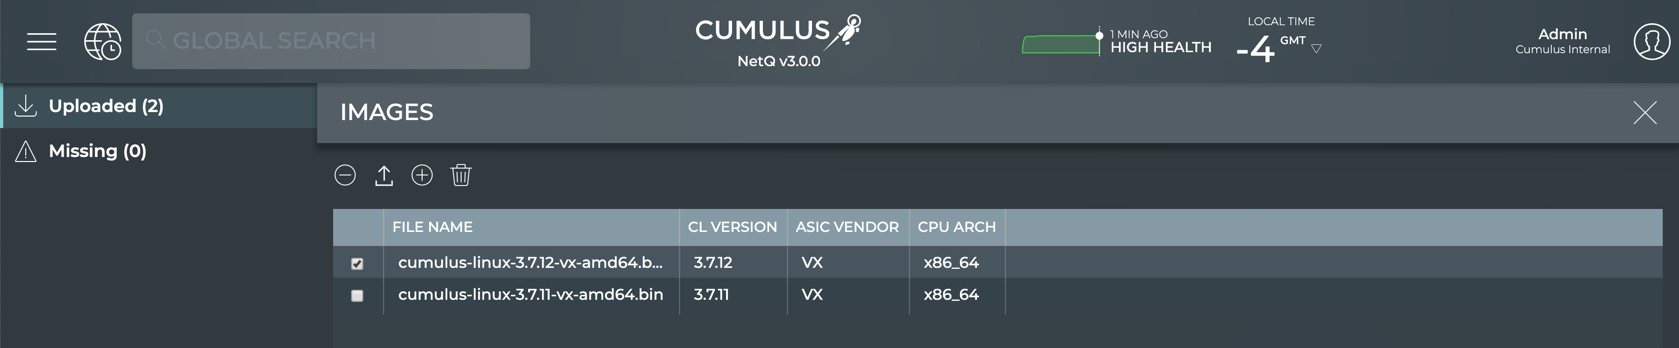 GLOBAL SEARCH
CUMULUS
NetQ v3.0.0
1 MIN AGO
HIGH HEALTH
LOCAL TIME
-4 GMT
Admin
Cumulus Internal
Uploaded (2)
Missing (0)
IMAGES
FILE NAME CL VERSION ASIC VENDOR CPU ARCH
cumulus-linux-3.7.12-vx-amd64.b... 3.7.12 VX x86_64
cumulus-linux-3.7.11-vx-amd64.bin 3.7.11 VX x86_64